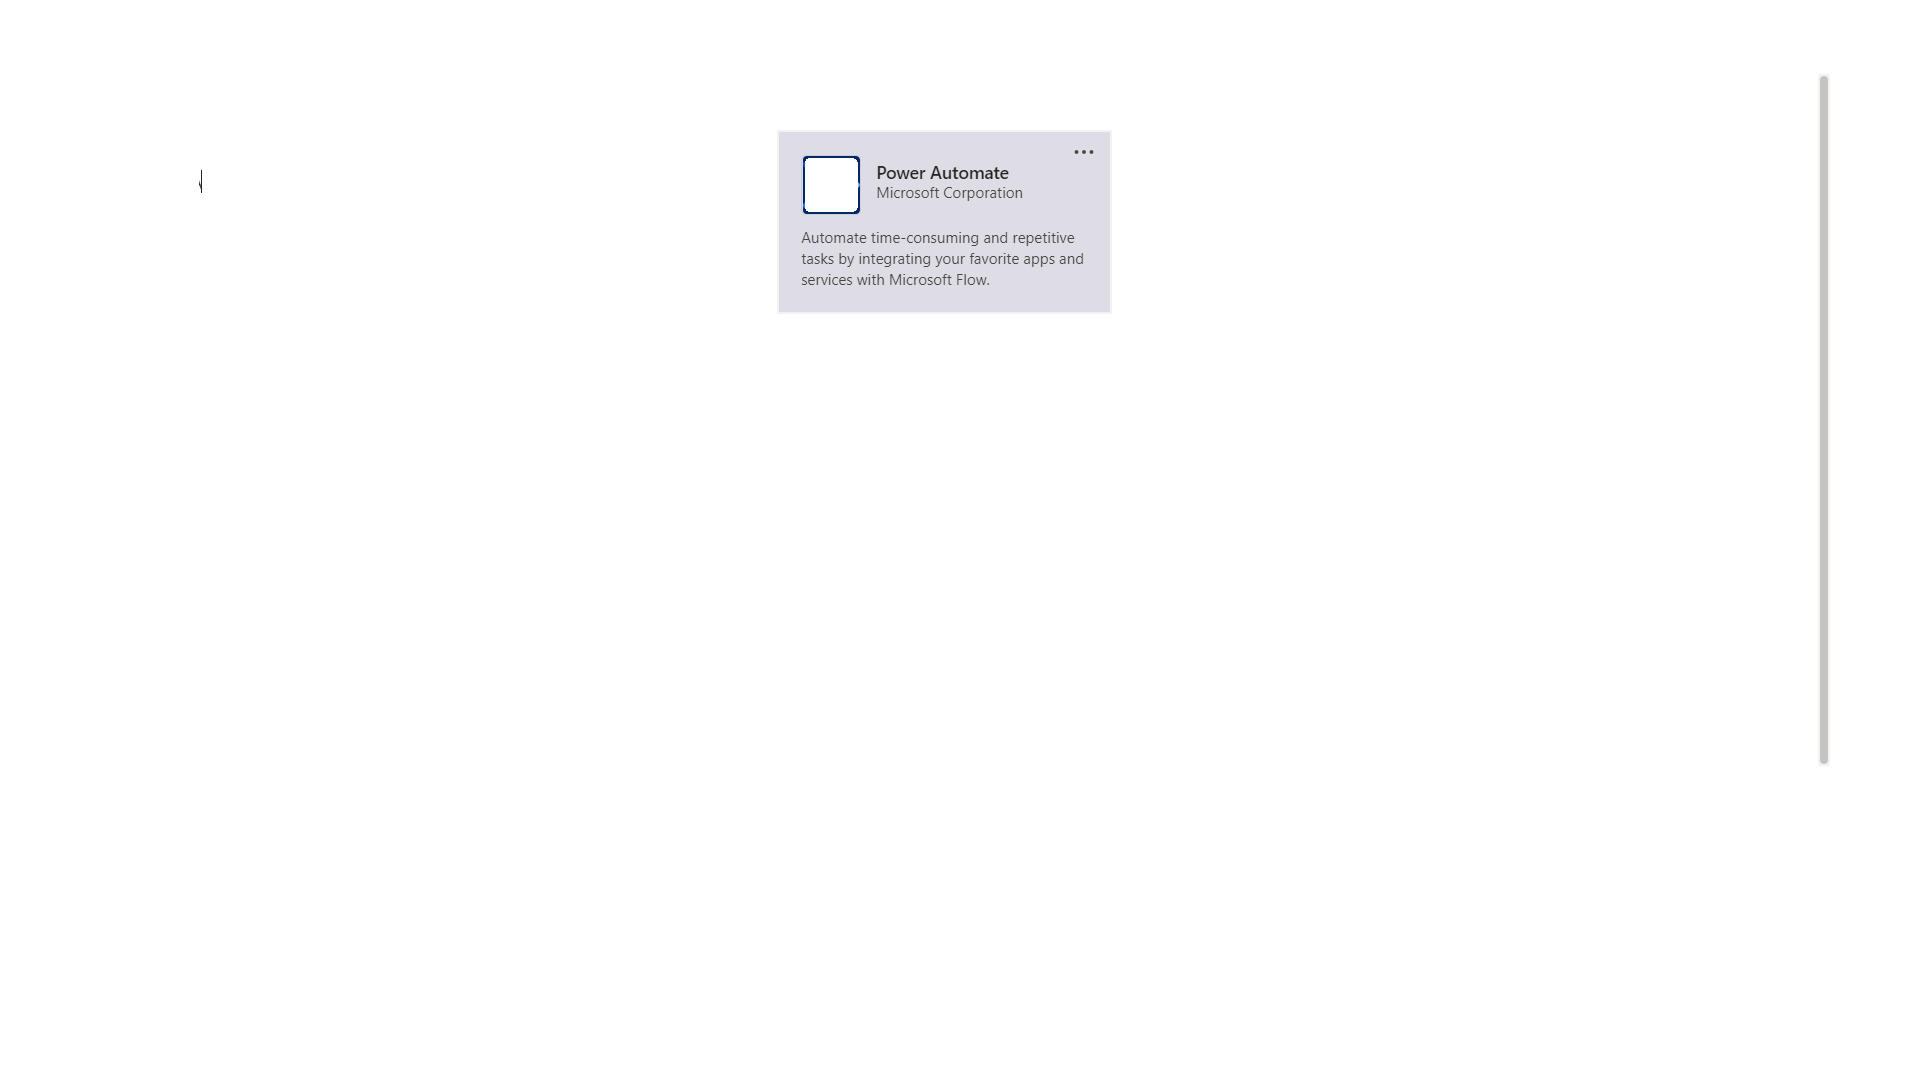 Power Automate
Microsoft Corporation
Automate time-consuming and repetitive
tasks by integrating your favorite apps and
services with Microsoft Flow.